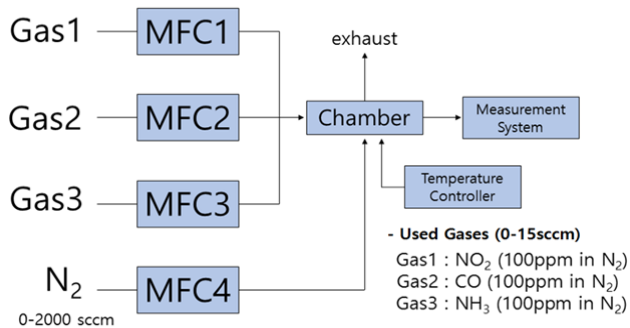 Gas1
MFC1
exhaust
Gas2
MFC2
Chamber
Measurement
System
Gas3
MFC3
Temperature
Controller
- Used Gases (0-15sccm)
Gas1 : NO₂ (100ppm in N₂)
Gas2 : CO (100ppm in N₂)
Gas3 : NH₃ (100ppm in N₂)
N₂
MFC4
0-2000 sccm